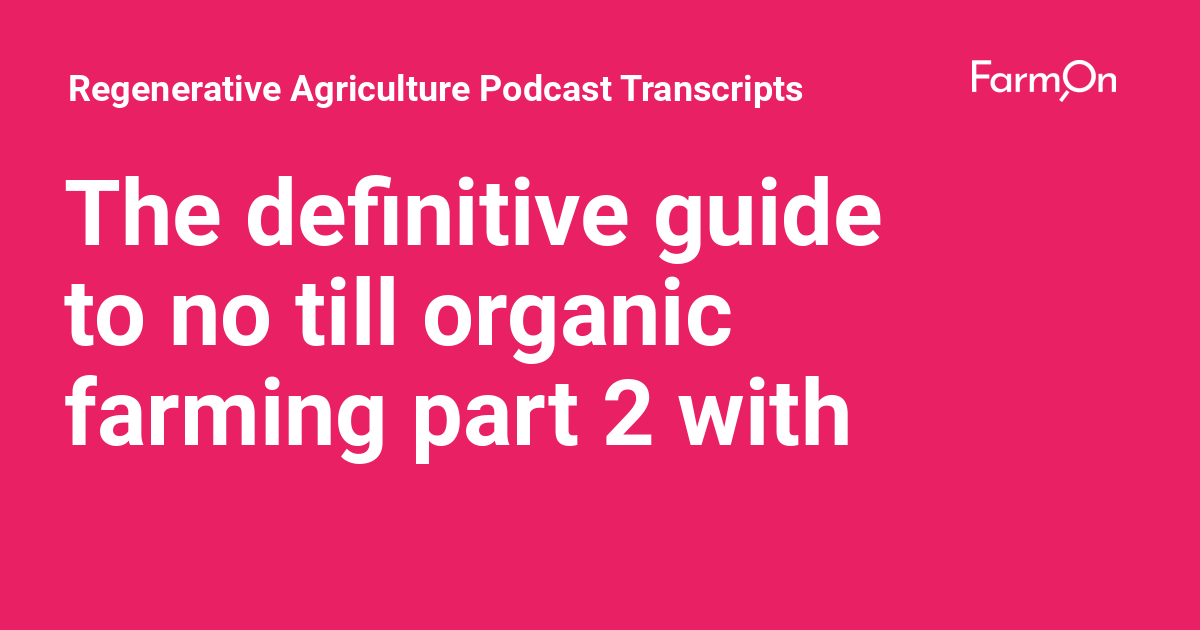 Regenerative Agriculture Podcast Transcripts
FarmOn
The definitive guide
to no till organic
farming part 2 with